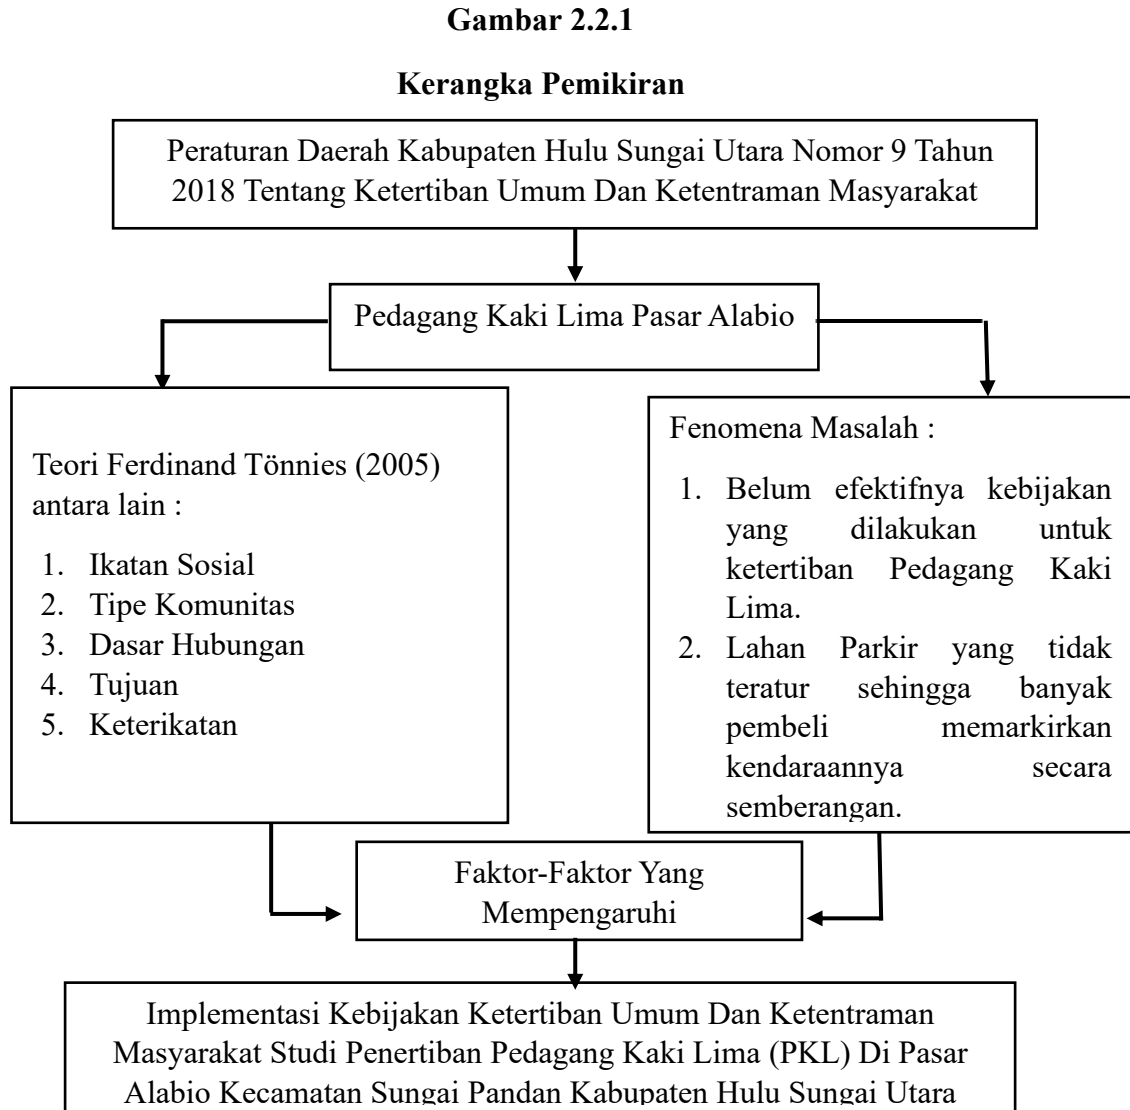 Gambar 2.2.1
Kerangka Pemikiran
Peraturan Daerah Kabupaten Hulu Sungai Utara Nomor 9 Tahun
2018 Tentang Ketertiban Umum Dan Ketentraman Masyarakat
Pedagang Kaki Lima Pasar Alabio
Teori Ferdinand Tönnies (2005)
antara lain :
1. Ikatan Sosial
2. Tipe Komunitas
3. Dasar Hubungan
4. Tujuan
5. Keterikatan
Fenomena Masalah :
1. Belum efektifnya kebijakan
yang dilakukan untuk
ketertiban Pedagang Kaki
Lima.
2. Lahan Parkir yang tidak
teratur sehingga banyak
pembeli memarkirkan
kendaraannya secara
semberangan.
Faktor-Faktor Yang
Mempengaruhi
Implementasi Kebijakan Ketertiban Umum Dan Ketentraman
Masyarakat Studi Penertiban Pedagang Kaki Lima (PKL) Di Pasar
Alabio Kecamatan Sungai Pandan Kabupaten Hulu Sungai Utara